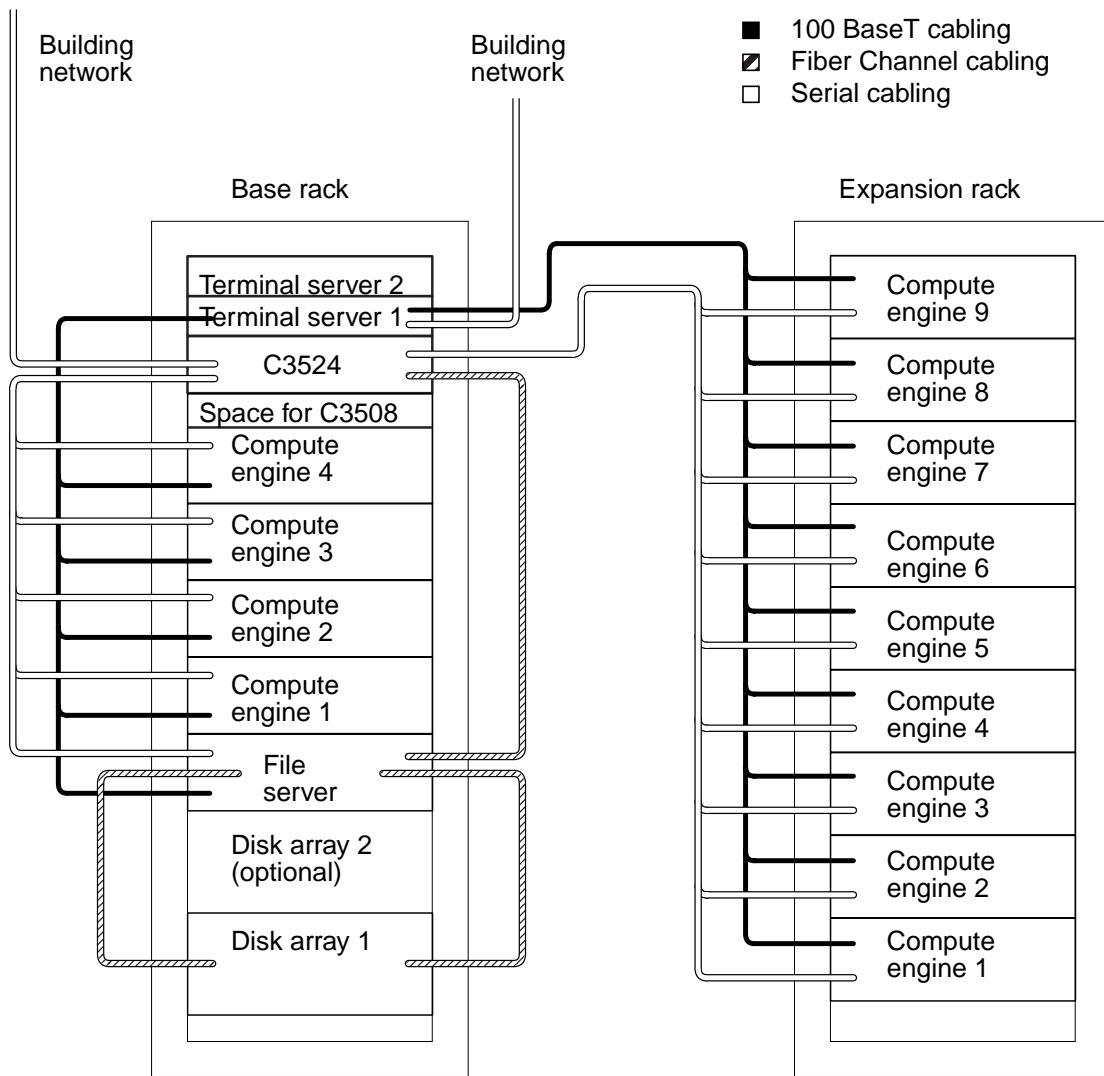 Building
network
Building
network
100 BaseT cabling
Fiber Channel cabling
Serial cabling
Base rack
Expansion rack
Terminal server 2
Terminal server 1
C3524
Space for C3508
Compute
engine 4
Compute
engine 3
Compute
engine 2
Compute
engine 1
File
server
Disk array 2
(optional)
Disk array 1
Compute
engine 9
Compute
engine 8
Compute
engine 7
Compute
engine 6
Compute
engine 5
Compute
engine 4
Compute
engine 3
Compute
engine 2
Compute
engine 1